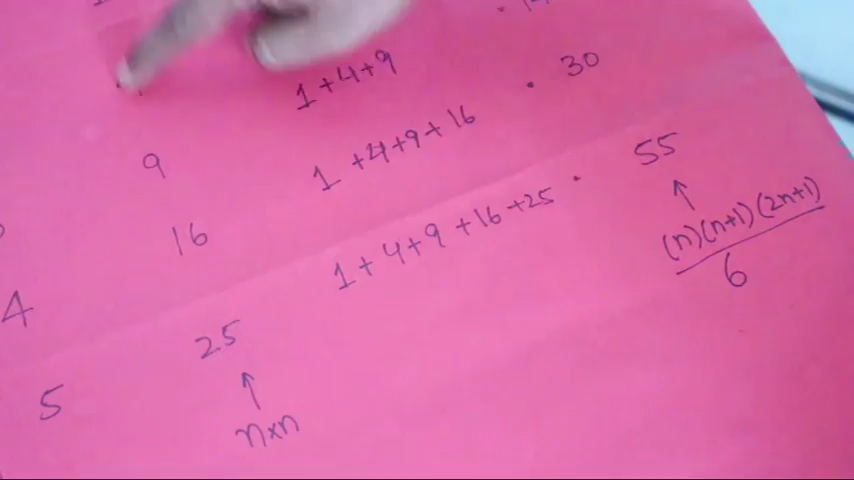 1+4+9
9 1+4+9+16 . 30
16 1+4+9+16+25 . 55
4 ↑
25 (n)(n+1)(2n+1)
5 ↑ 6
n×n